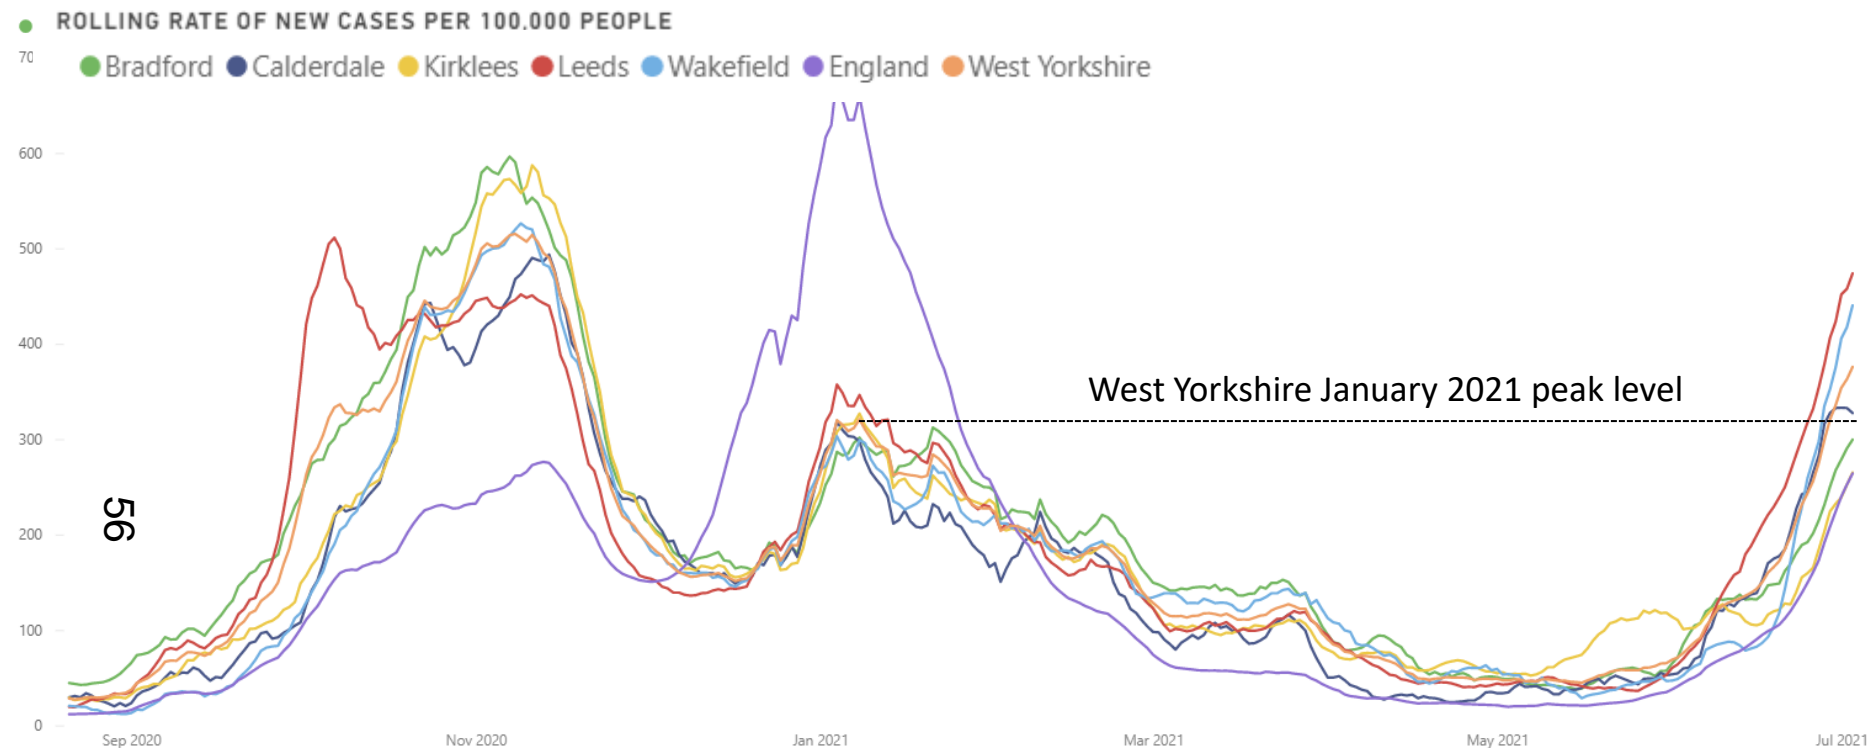 ROLLING RATE OF NEW CASES PER 100,000 PEOPLE
70
Bradford Calderdale Kirklees Leeds Wakefield England West Yorkshire
600
500
400
West Yorkshire January 2021 peak level
300
56
200
100
0
Sep 2020 Nov 2020 Jan 2021 Mar 2021 May 2021 Jul 2021